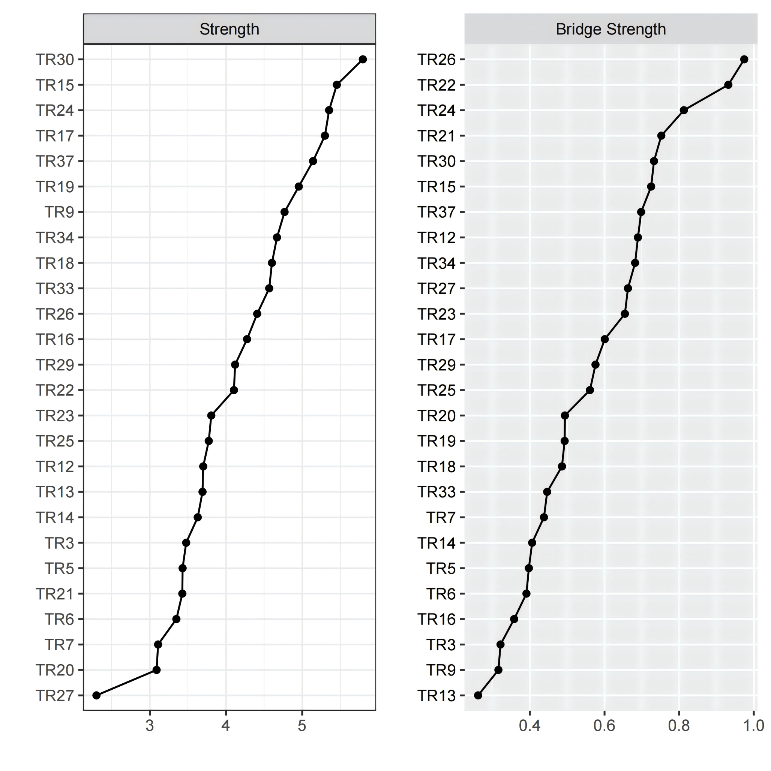 Strength
TR30
TR15
TR24
TR17
TR37
TR19
TR9
TR34
TR18
TR33
TR26
TR16
TR29
TR22
TR23
TR25
TR12
TR13
TR14
TR3
TR5
TR21
TR6
TR7
TR20
TR27
3 4 5
Bridge Strength
TR26
TR22
TR24
TR21
TR30
TR15
TR37
TR12
TR34
TR27
TR23
TR17
TR29
TR25
TR20
TR19
TR18
TR33
TR7
TR14
TR5
TR6
TR16
TR3
TR9
TR13
0.4 0.6 0.8 1.0